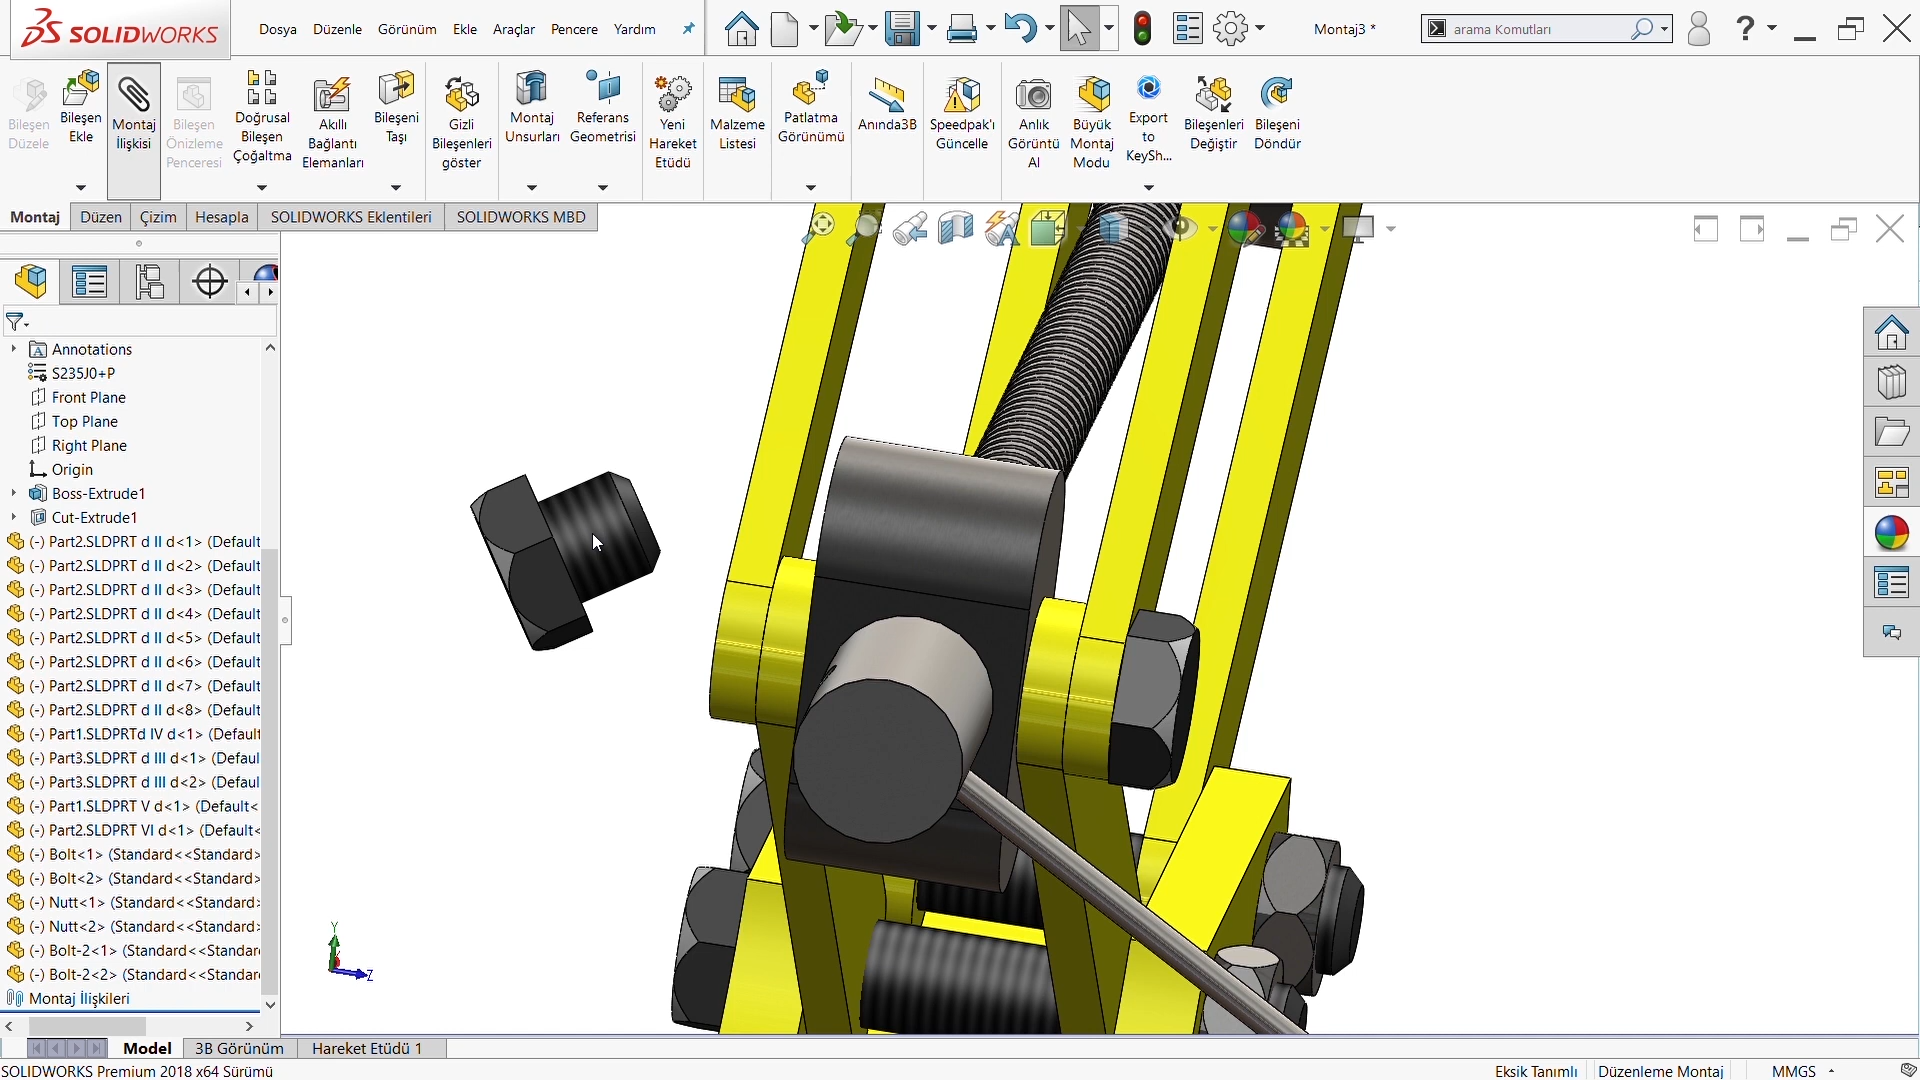 SOLIDWORKS
Dosya Düzenle Görünüm Ekle Araçlar Pencere Yardım
Montaj3 *
arama Komutları
Bileşen Düzele
Bileşen Ekle
Montaj İlişkisi
Bileşen Önizleme Penceresi
Doğrusal Bileşen Çoğaltma
Akıllı Bağlantı Elemanları
Bileşeni Taşı
Gizli Bileşenleri göster
Montaj Unsurları
Referans Geometrisi
Yeni Hareket Etüdü
Malzeme Listesi
Patlatma Görünümü
Anında3B
Speedpak'ı Güncelle
Anlık Görüntü Al
Büyük Montaj Modu
Export to KeySh...
Bileşenleri Değiştir
Bileşeni Döndür
Montaj Düzen Çizim Hesapla SOLIDWORKS Eklentileri SOLIDWORKS MBD
Annotations
S235J0+P
Front Plane
Top Plane
Right Plane
Origin
Boss-Extrude1
Cut-Extrude1
(-) Part2.SLDPRT d II d<1> (Default
(-) Part2.SLDPRT d II d<2> (Default
(-) Part2.SLDPRT d II d<3> (Default
(-) Part2.SLDPRT d II d<4> (Default
(-) Part2.SLDPRT d II d<5> (Default
(-) Part2.SLDPRT d II d<6> (Default
(-) Part2.SLDPRT d II d<7> (Default
(-) Part2.SLDPRT d II d<8> (Default
(-) Part1.SLDPRTd IV d<1> (Default
(-) Part3.SLDPRT d III d<1> (Defaul
(-) Part3.SLDPRT d III d<2> (Defaul
(-) Part1.SLDPRT V d<1> (Default<
(-) Part2.SLDPRT VI d<1> (Default<
(-) Bolt<1> (Standard<<Standard>
(-) Bolt<2> (Standard<<Standard>
(-) Nutt<1> (Standard<<Standard>
(-) Nutt<2> (Standard<<Standard>
(-) Bolt-2<1> (Standard<<Standar
(-) Bolt-2<2> (Standard<<Standar
Montaj İlişkileri
Y
Z
Model 3B Görünüm Hareket Etüdü 1
SOLIDWORKS Premium 2018 x64 Sürümü
Eksik Tanımlı Düzenleme Montaj MMGS